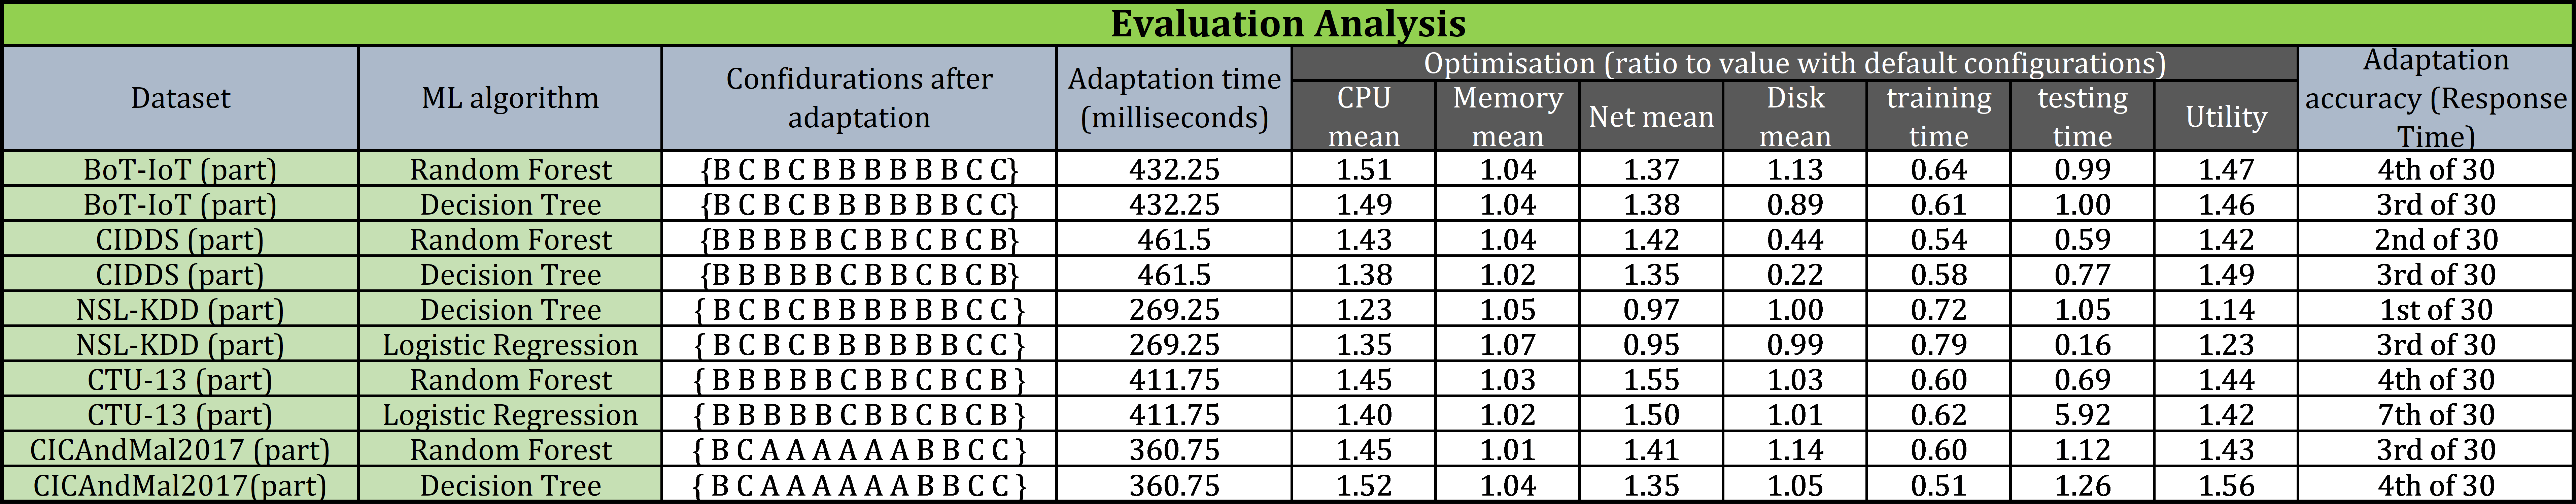 Evaluation Analysis
Dataset ML algorithm Confidurations after adaptation Adaptation time (milliseconds) Optimisation (ratio to value with default configurations) Adaptation accuracy (Response Time)
CPU mean Memory mean Net mean Disk mean training time testing time Utility
BoT-IoT (part) Random Forest {B C B C B B B B B B C C} 432.25 1.51 1.04 1.37 1.13 0.64 0.99 1.47 4th of 30
BoT-IoT (part) Decision Tree {B C B C B B B B B B C C} 432.25 1.49 1.04 1.38 0.89 0.61 1.00 1.46 3rd of 30
CIDDS (part) Random Forest {B B B B B C B B C B C B} 461.5 1.43 1.04 1.42 0.44 0.54 0.59 1.42 2nd of 30
CIDDS (part) Decision Tree {B B B B B C B B C B C B} 461.5 1.38 1.02 1.35 0.22 0.58 0.77 1.49 3rd of 30
NSL-KDD (part) Decision Tree { B C B C B B B B B B C C } 269.25 1.23 1.05 0.97 1.00 0.72 1.05 1.14 1st of 30
NSL-KDD (part) Logistic Regression { B C B C B B B B B B C C } 269.25 1.35 1.07 0.95 0.99 0.79 0.16 1.23 3rd of 30
CTU-13 (part) Random Forest { B B B B B C B B C B C B } 411.75 1.45 1.03 1.55 1.03 0.60 0.69 1.44 4th of 30
CTU-13 (part) Logistic Regression { B B B B B C B B C B C B } 411.75 1.40 1.02 1.50 1.01 0.62 5.92 1.42 7th of 30
CICAndMal2017 (part) Random Forest { B C A A A A A A B B C C } 360.75 1.45 1.01 1.41 1.14 0.60 1.12 1.43 3rd of 30
CICAndMal2017(part) Decision Tree { B C A A A A A A B B C C } 360.75 1.52 1.04 1.35 1.05 0.51 1.26 1.56 4th of 30